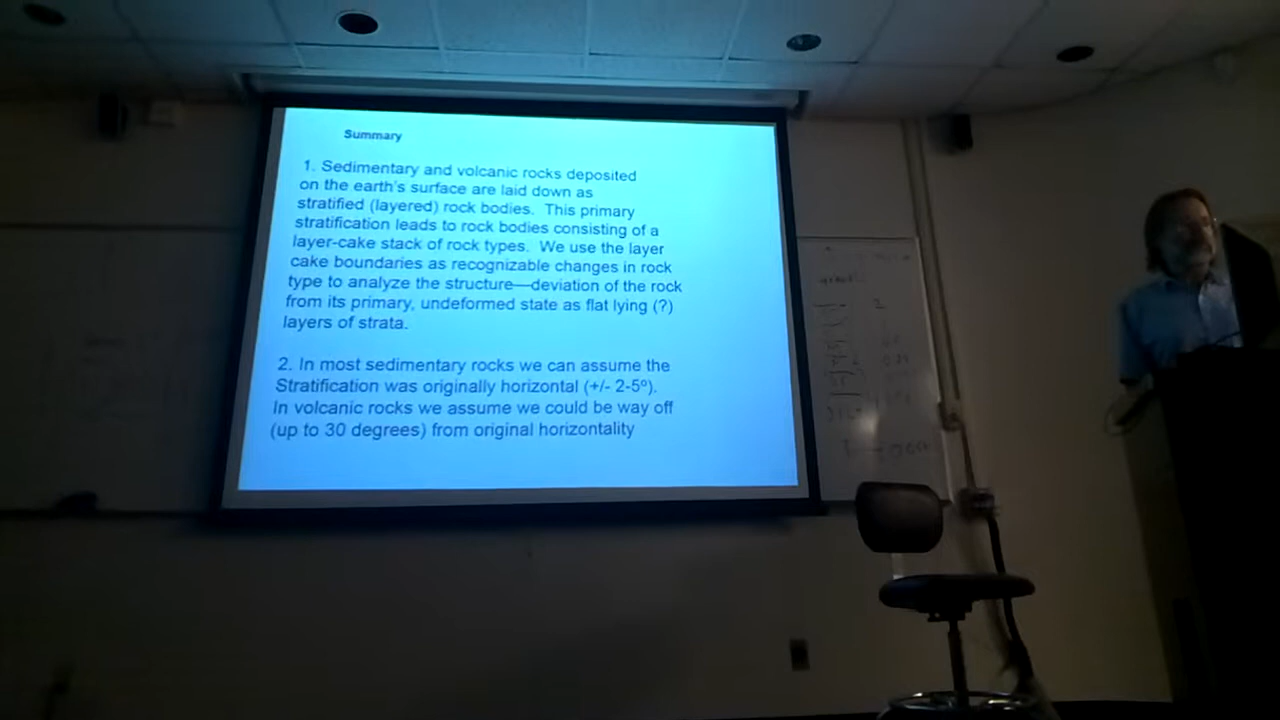 Summary
1. Sedimentary and volcanic rocks deposited
on the earth's surface are laid down as
stratified (layered) rock bodies. This primary
stratification leads to rock bodies consisting of a
layer-cake stack of rock types. We use the layer
cake boundaries as recognizable changes in rock
type to analyze the structure—deviation of the rock
from its primary, undeformed state as flat lying (?)
layers of strata.
2. In most sedimentary rocks we can assume the
Stratification was originally horizontal (+/- 2-5º).
In volcanic rocks we assume we could be way off
(up to 30 degrees) from original horizontality